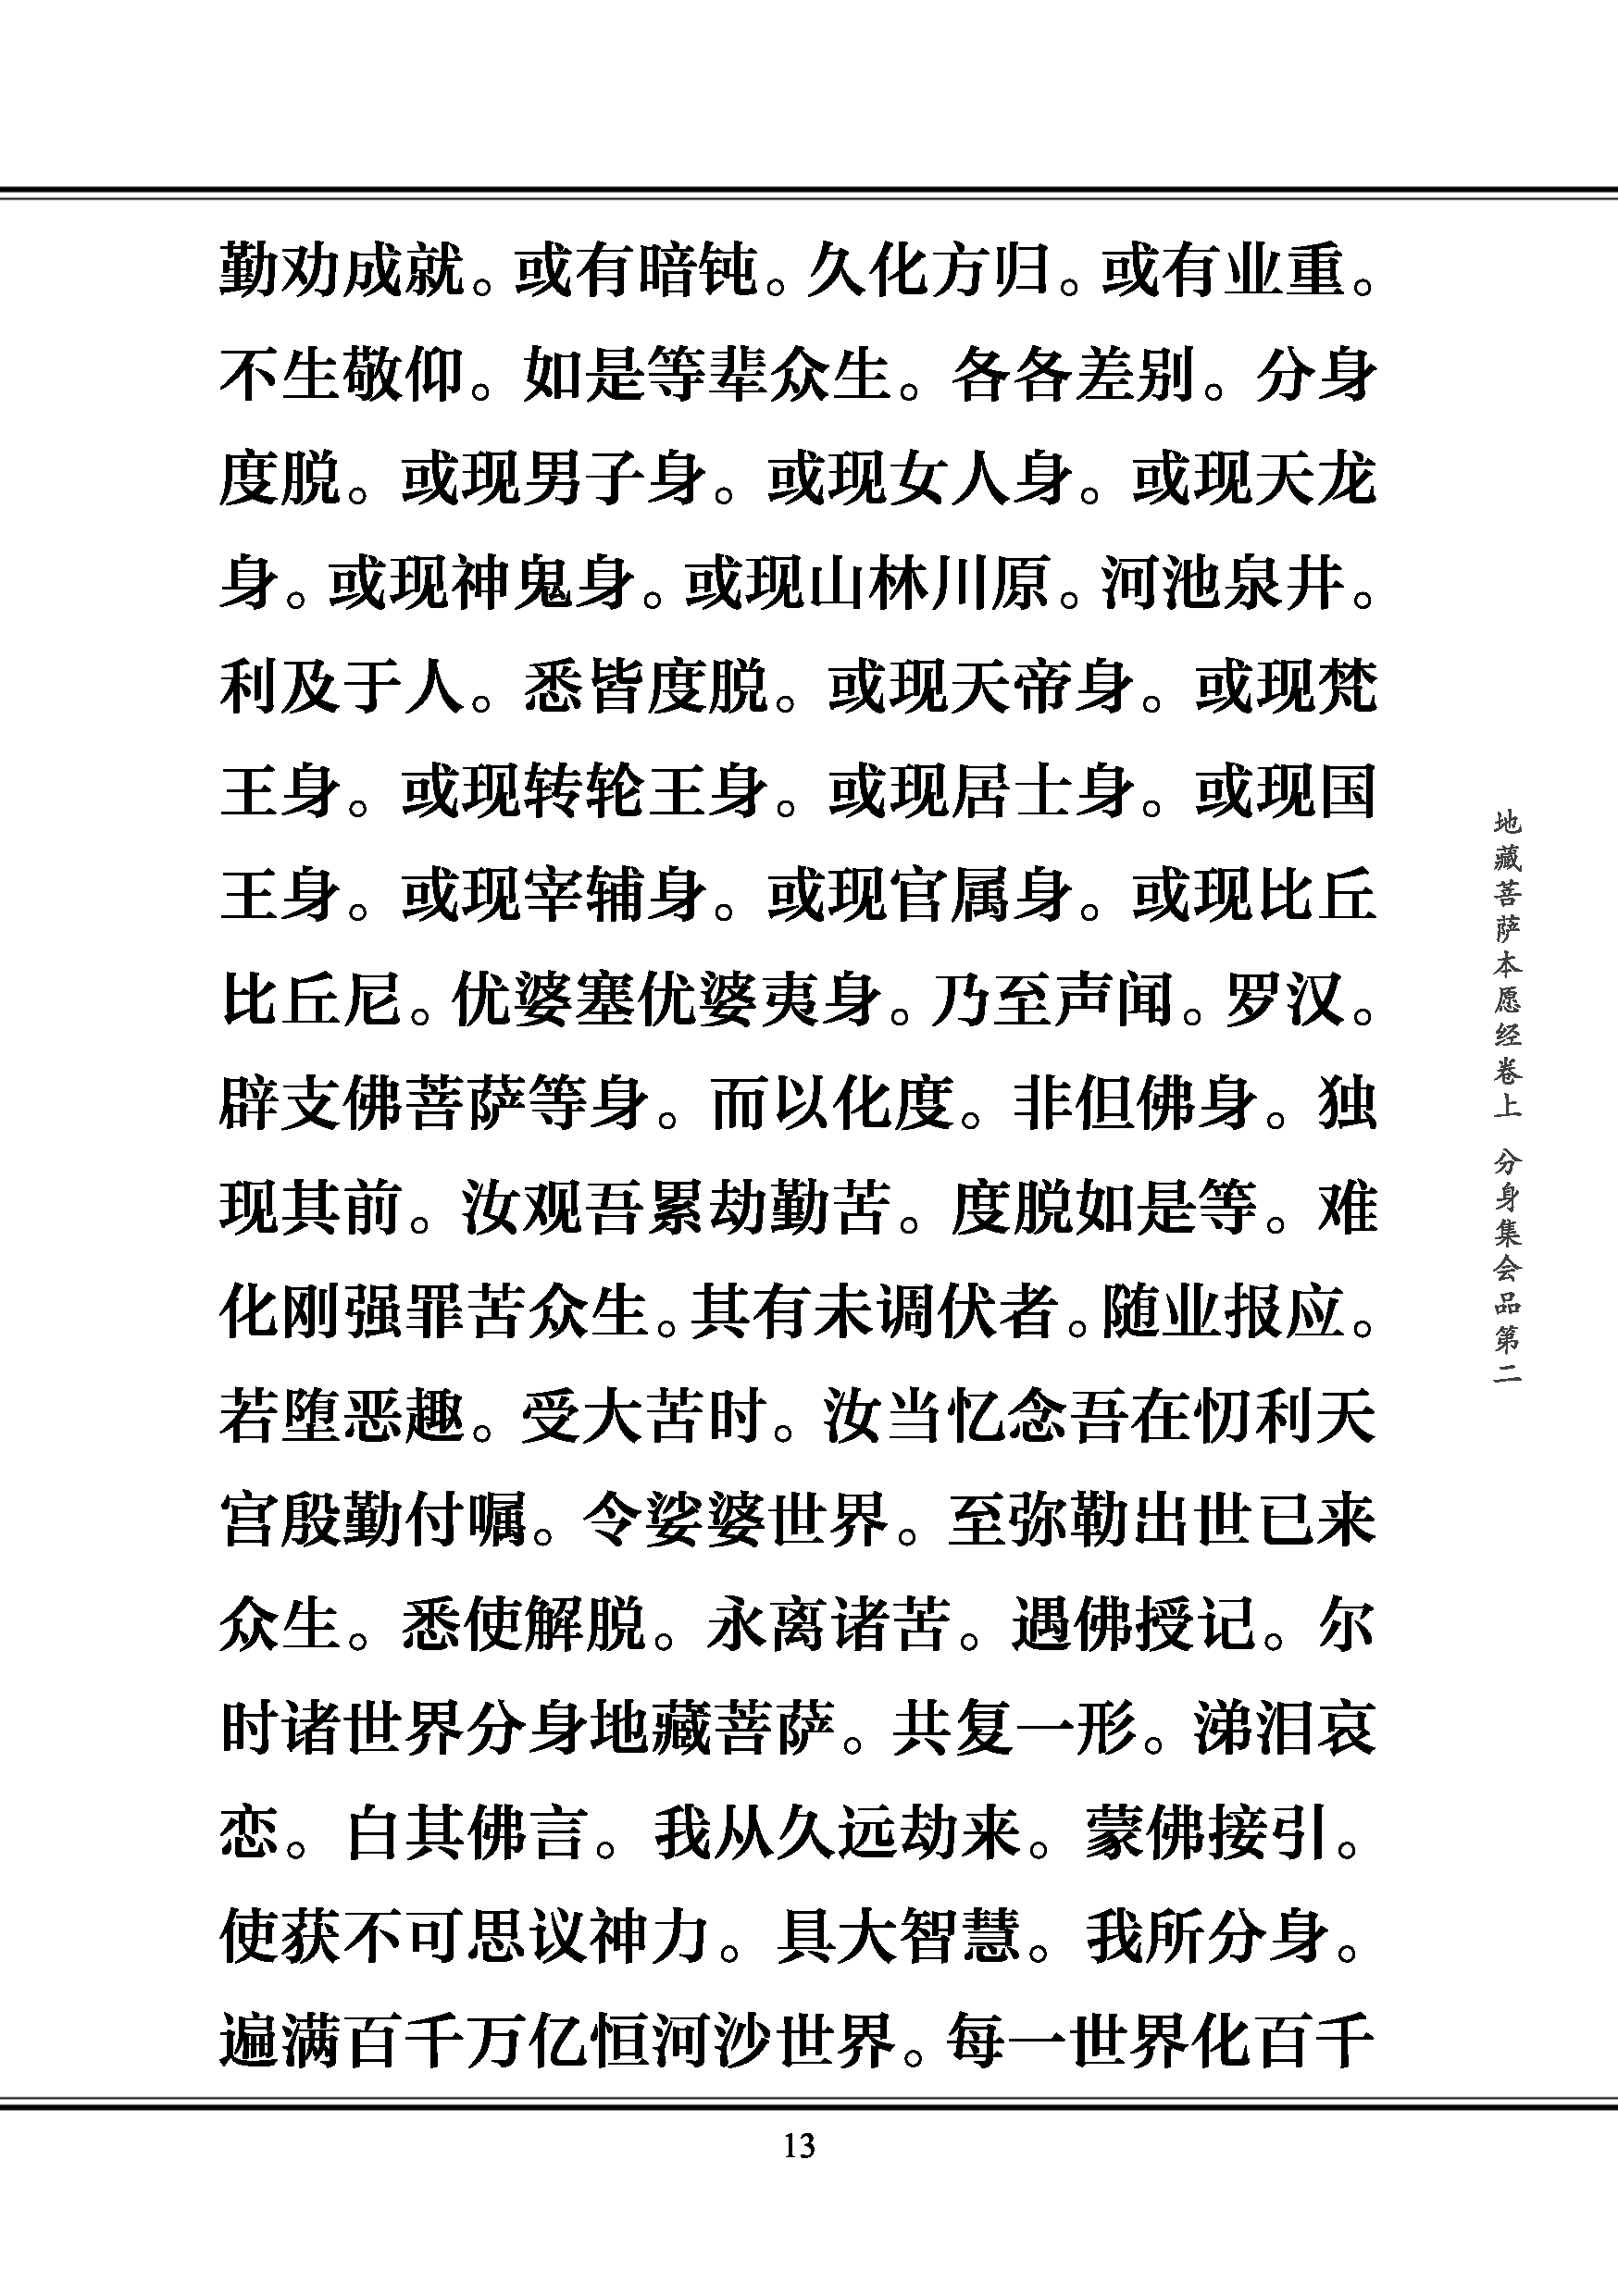 勤劝成就。或有暗钝。久化方归。或有业重。
不生敬仰。如是等辈众生。各各差别。分身
度脱。或现男子身。或现女人身。或现天龙
身。或现神鬼身。或现山林川原。河池泉井。
利及于人。悉皆度脱。或现天帝身。或现梵
王身。或现转轮王身。或现居士身。或现国
王身。或现宰辅身。或现官属身。或现比丘
比丘尼。优婆塞优婆夷身。乃至声闻。罗汉。
辟支佛菩萨等身。而以化度。非但佛身。独
现其前。汝观吾累劫勤苦。度脱如是等。难
化刚强罪苦众生。其有未调伏者。随业报应。
若堕恶趣。受大苦时。汝当忆念吾在忉利天
宫殷勤付嘱。令娑婆世界。至弥勒出世已来
众生。悉使解脱。永离诸苦。遇佛授记。尔
时诸世界分身地藏菩萨。共复一形。涕泪哀
恋。白其佛言。我从久远劫来。蒙佛接引。
使获不可思议神力。具大智慧。我所分身。
遍满百千万亿恒河沙世界。每一世界化百千
地藏菩萨本愿经卷上 分身集会品第二
13